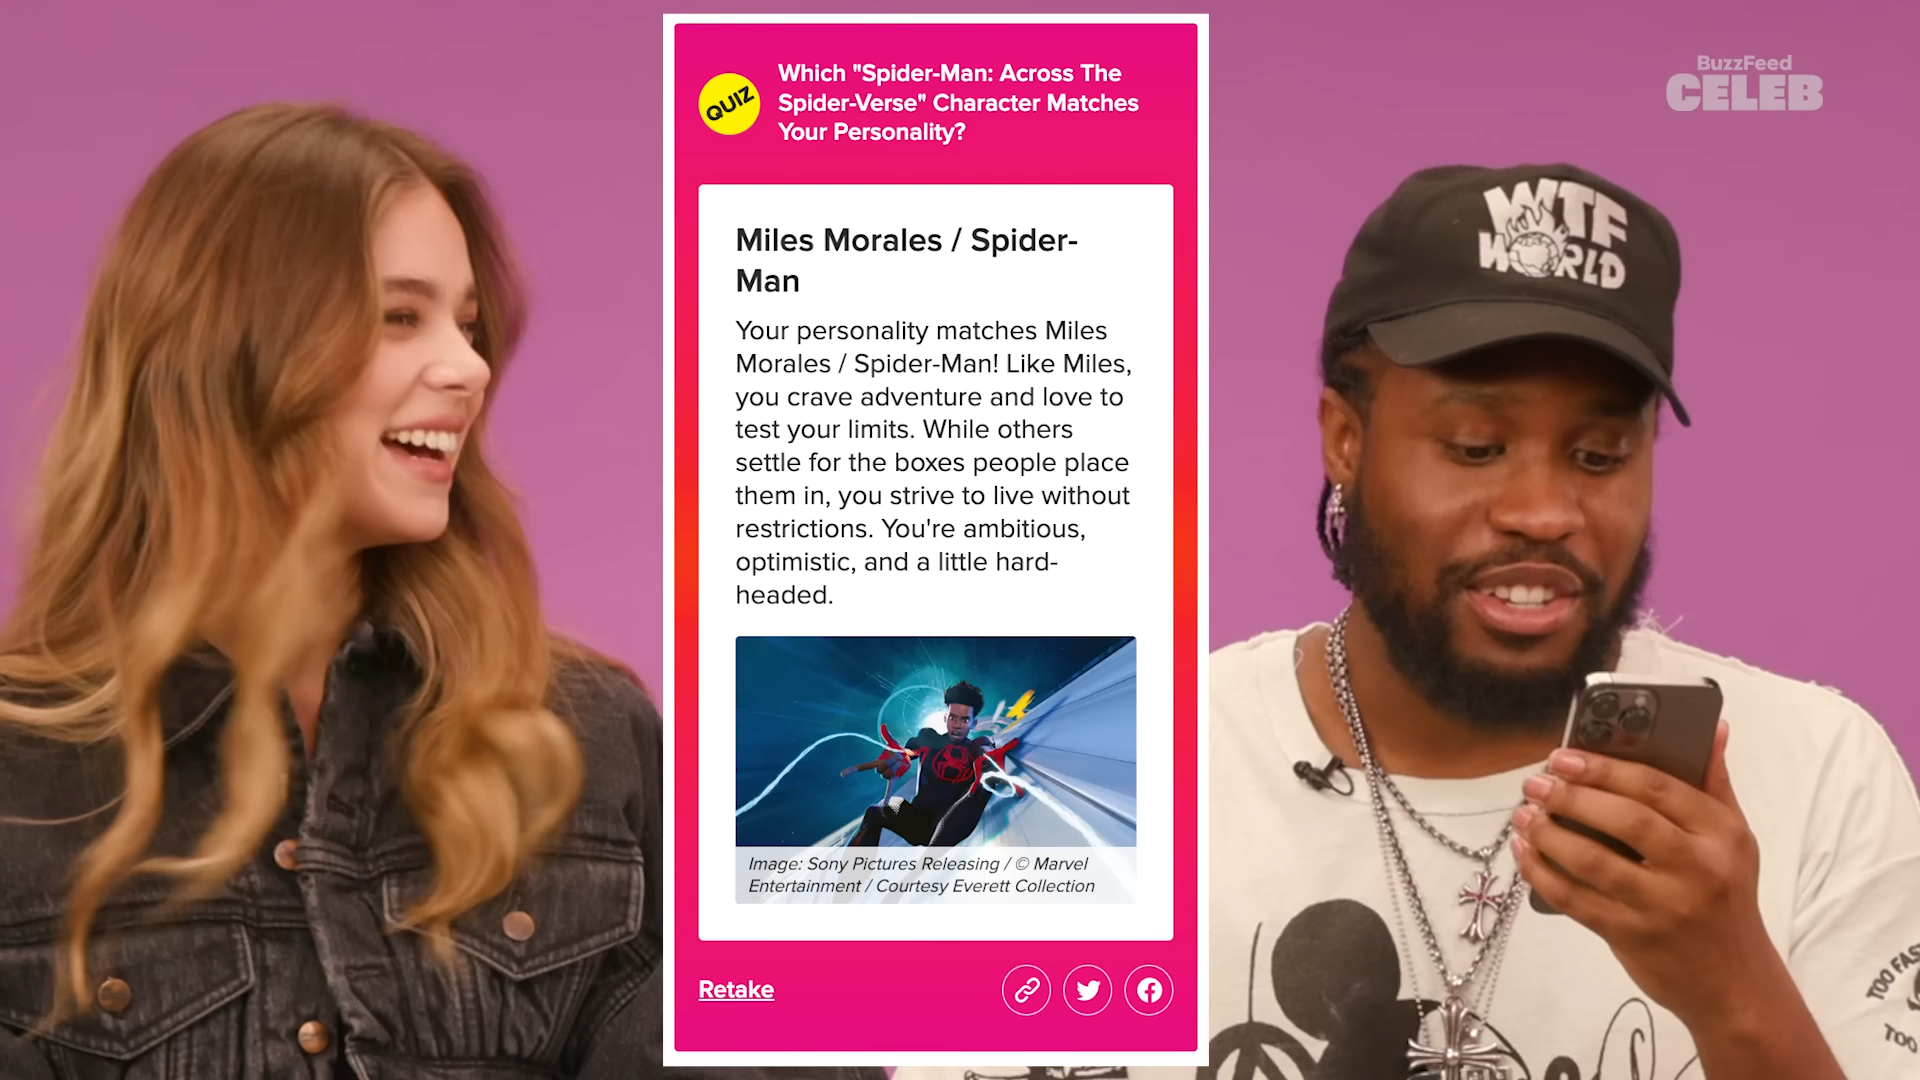 BuzzFeed
CELEB
QUIZ
Which "Spider-Man: Across The
Spider-Verse" Character Matches
Your Personality?
Miles Morales / Spider-
Man
Your personality matches Miles
Morales / Spider-Man! Like Miles,
you crave adventure and love to
test your limits. While others
settle for the boxes people place
them in, you strive to live without
restrictions. You're ambitious,
optimistic, and a little hard-
headed.
Image: Sony Pictures Releasing / © Marvel
Entertainment / Courtesy Everett Collection
Retake
WTF
WORLD
TOO FAS
TOO